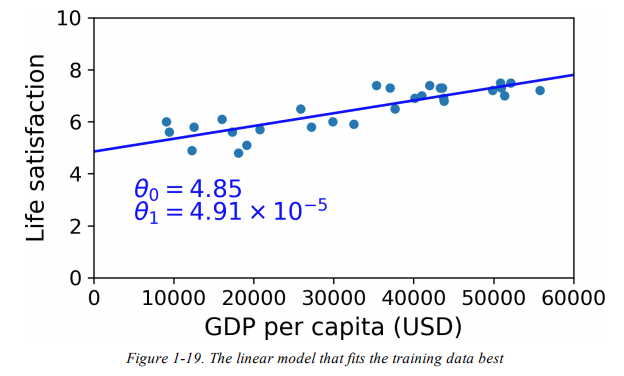 10
8
6
4
2
0
Life satisfaction
θ₀ = 4.85
θ₁ = 4.91 × 10⁻⁵
0 10000 20000 30000 40000 50000 60000
GDP per capita (USD)
Figure 1-19. The linear model that fits the training data best